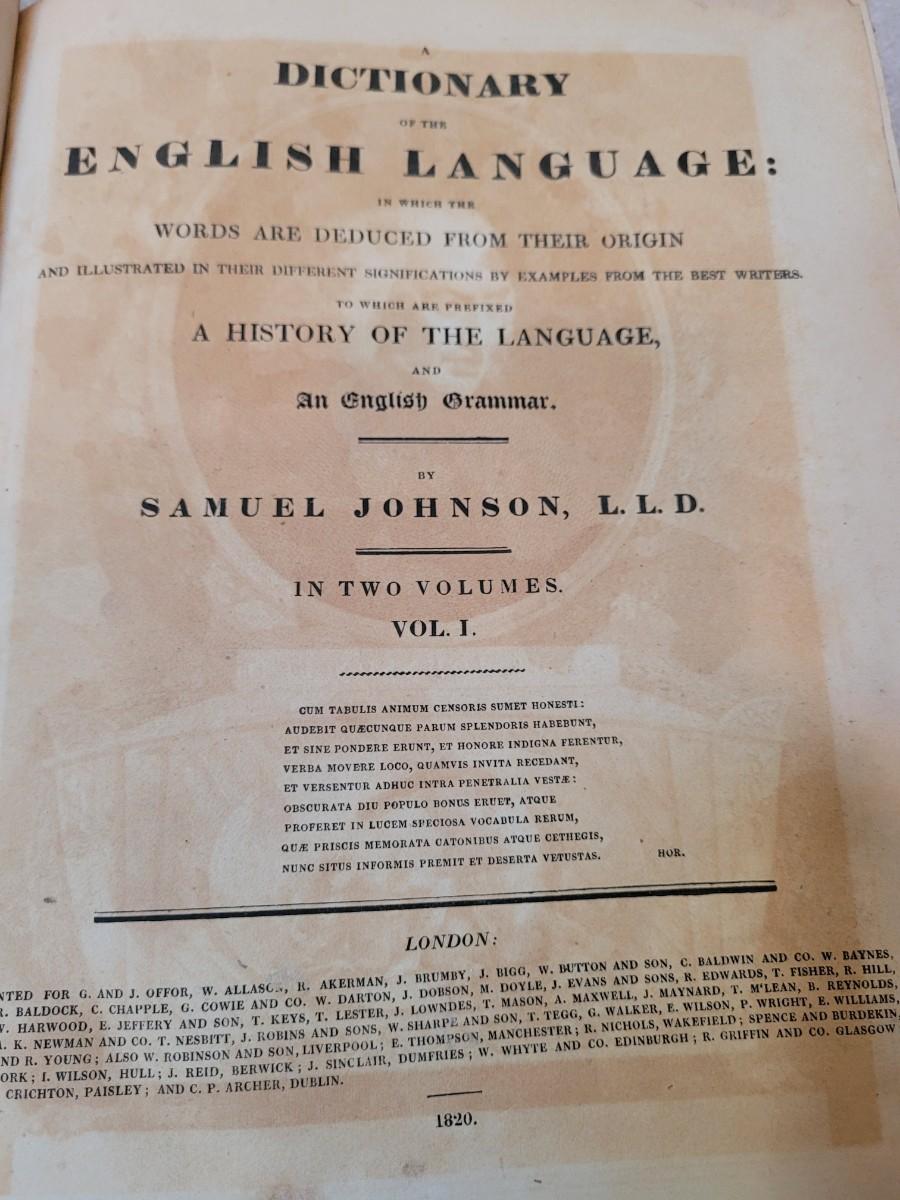 A
DICTIONARY
OF THE
ENGLISH LANGUAGE:
IN WHICH THE
WORDS ARE DEDUCED FROM THEIR ORIGIN
AND ILLUSTRATED IN THEIR DIFFERENT SIGNIFICATIONS BY EXAMPLES FROM THE BEST WRITERS.
TO WHICH ARE PREFIXED
A HISTORY OF THE LANGUAGE,
AND
An English Grammar.
BY
SAMUEL JOHNSON, L. L. D.
IN TWO VOLUMES.
VOL. I.
CUM TABULIS ANIMUM CENSORIS SUMET HONESTI:
AUDEBIT QUÆCUNQUE PARUM SPLENDORIS HABEBUNT,
ET SINE PONDERE ERUNT, ET HONORE INDIGNA FERENTUR,
VERBA MOVERE LOCO, QUAMVIS INVITA RECEDANT,
ET VERSENTUR ADHUC INTRA PENETRALIA VESTÆ:
OBSCURATA DIU POPULO BONUS ERUET, ATQUE
PROFERET IN LUCEM SPECIOSA VOCABULA RERUM,
QUÆ PRISCIS MEMORATA CATONIBUS ATQUE CETHEGIS,
NUNC SITUS INFORMIS PREMIT ET DESERTA VETUSTAS. HOR.
LONDON:
NTED FOR G. AND J. OFFOR, W. ALLASON, R. AKERMAN, J. BRUMBY, J. BIGG, W. BUTTON AND SON, C. BALDWIN AND CO. W. BAYNES,
R. BALDOCK, C. CHAPPLE, G. COWIE AND CO. W. DARTON, J. DOBSON, M. DOYLE, J. EVANS AND SONS, R. EDWARDS, T. FISHER, R. HILL,
W. HARWOOD, E. JEFFERY AND SON, T. KEYS, T. LESTER, J. LOWNDES, T. MASON, A. MAXWELL, J. MAYNARD, T. M'LEAN, B. REYNOLDS,
A. K. NEWMAN AND CO. T. NESBITT, J. ROBINS AND SONS, W. SHARPE AND SON, T. TEGG, G. WALKER, E. WILSON, P. WRIGHT, E. WILLIAMS,
ND R. YOUNG; ALSO W. ROBINSON AND SON, LIVERPOOL; E. THOMPSON, MANCHESTER; R. NICHOLS, WAKEFIELD; SPENCE AND BURDEKIN,
ORK; I. WILSON, HULL; J. REID, BERWICK; J. SINCLAIR, DUMFRIES; W. WHYTE AND CO. EDINBURGH; R. GRIFFIN AND CO. GLASGOW
CRICHTON, PAISLEY; AND C. P. ARCHER, DUBLIN.
1820.